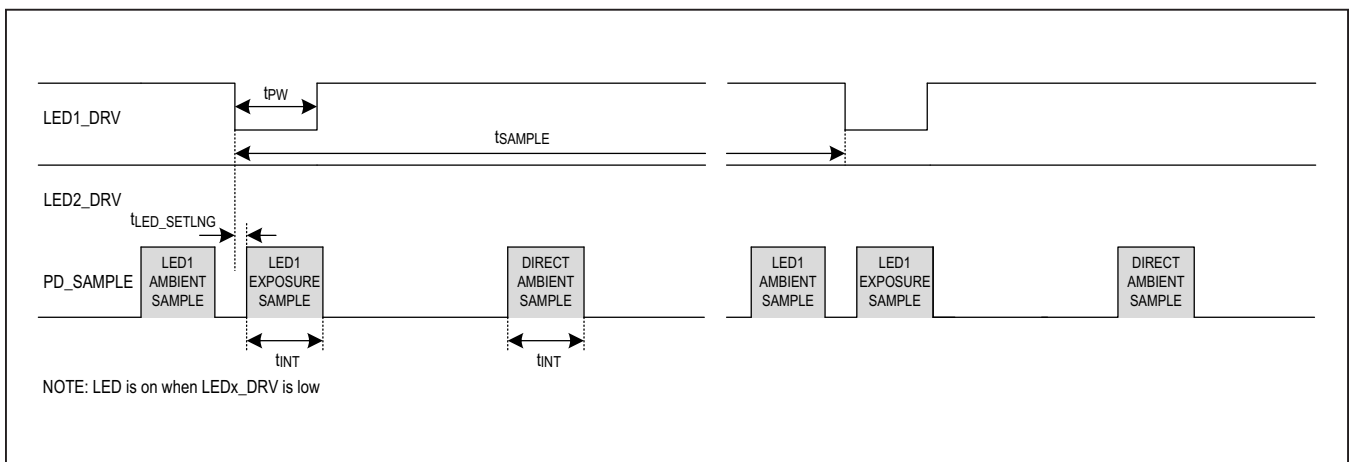 tPW
LED1_DRV
tSAMPLE
LED2_DRV
tLED_SETLNG
PD_SAMPLE
LED1
AMBIENT
SAMPLE
LED1
EXPOSURE
SAMPLE
DIRECT
AMBIENT
SAMPLE
LED1
AMBIENT
SAMPLE
LED1
EXPOSURE
SAMPLE
DIRECT
AMBIENT
SAMPLE
tINT
tINT
NOTE: LED is on when LEDx_DRV is low